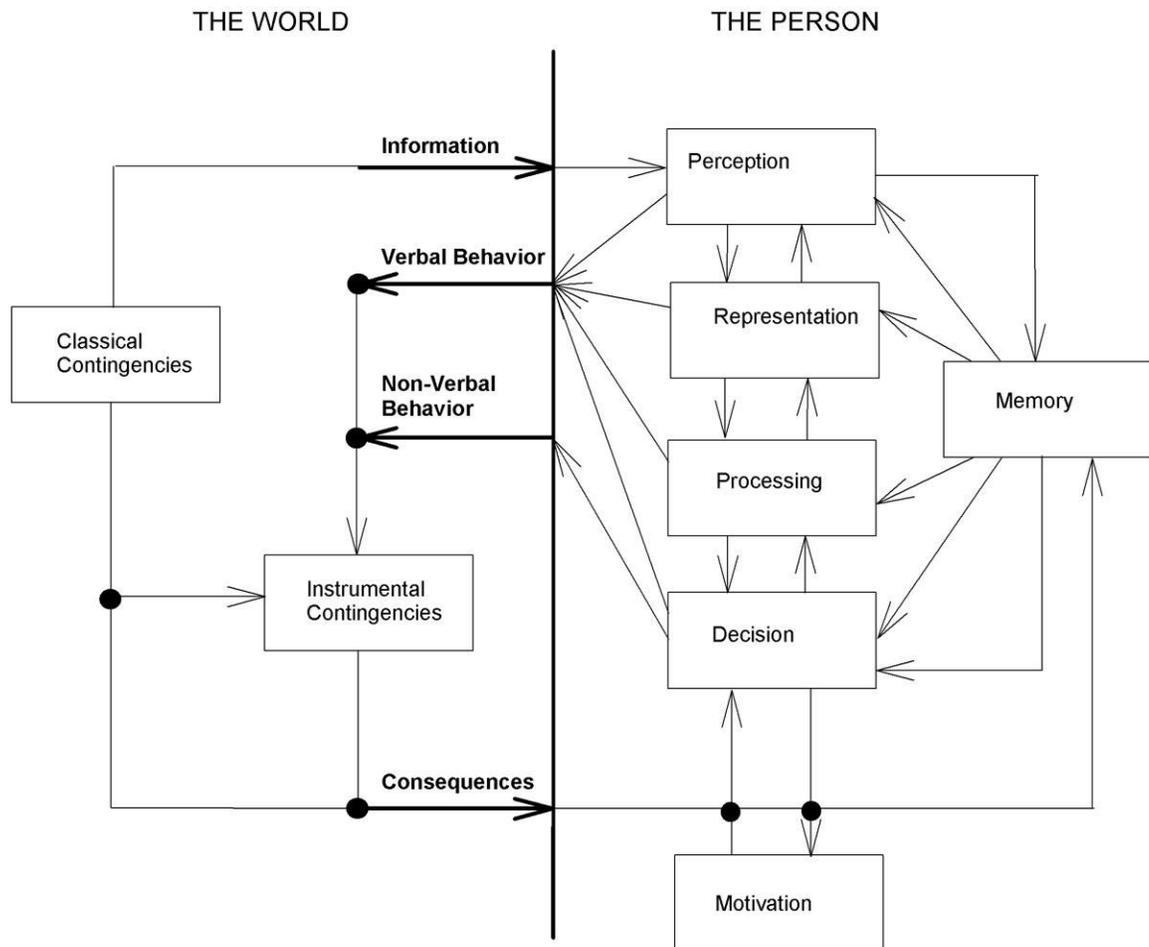 THE WORLD
THE PERSON
Information
Perception
Verbal Behavior
Representation
Classical
Contingencies
Non-Verbal
Behavior
Memory
Processing
Instrumental
Contingencies
Decision
Consequences
Motivation